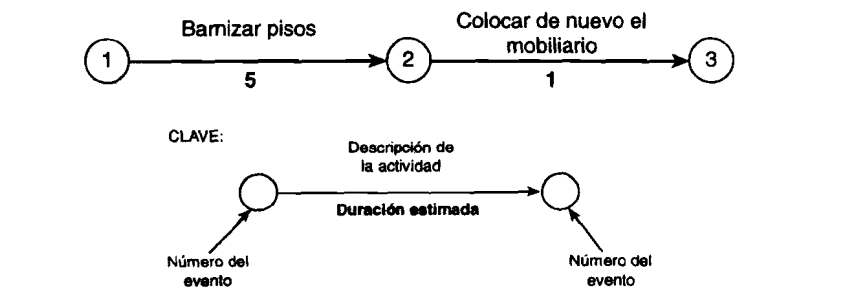 Barnizar pisos
Colocar de nuevo el
mobiliario
1
2
3
5
1
CLAVE:
Descripción de
la actividad
Duración estimada
Número del
evento
Número del
evento